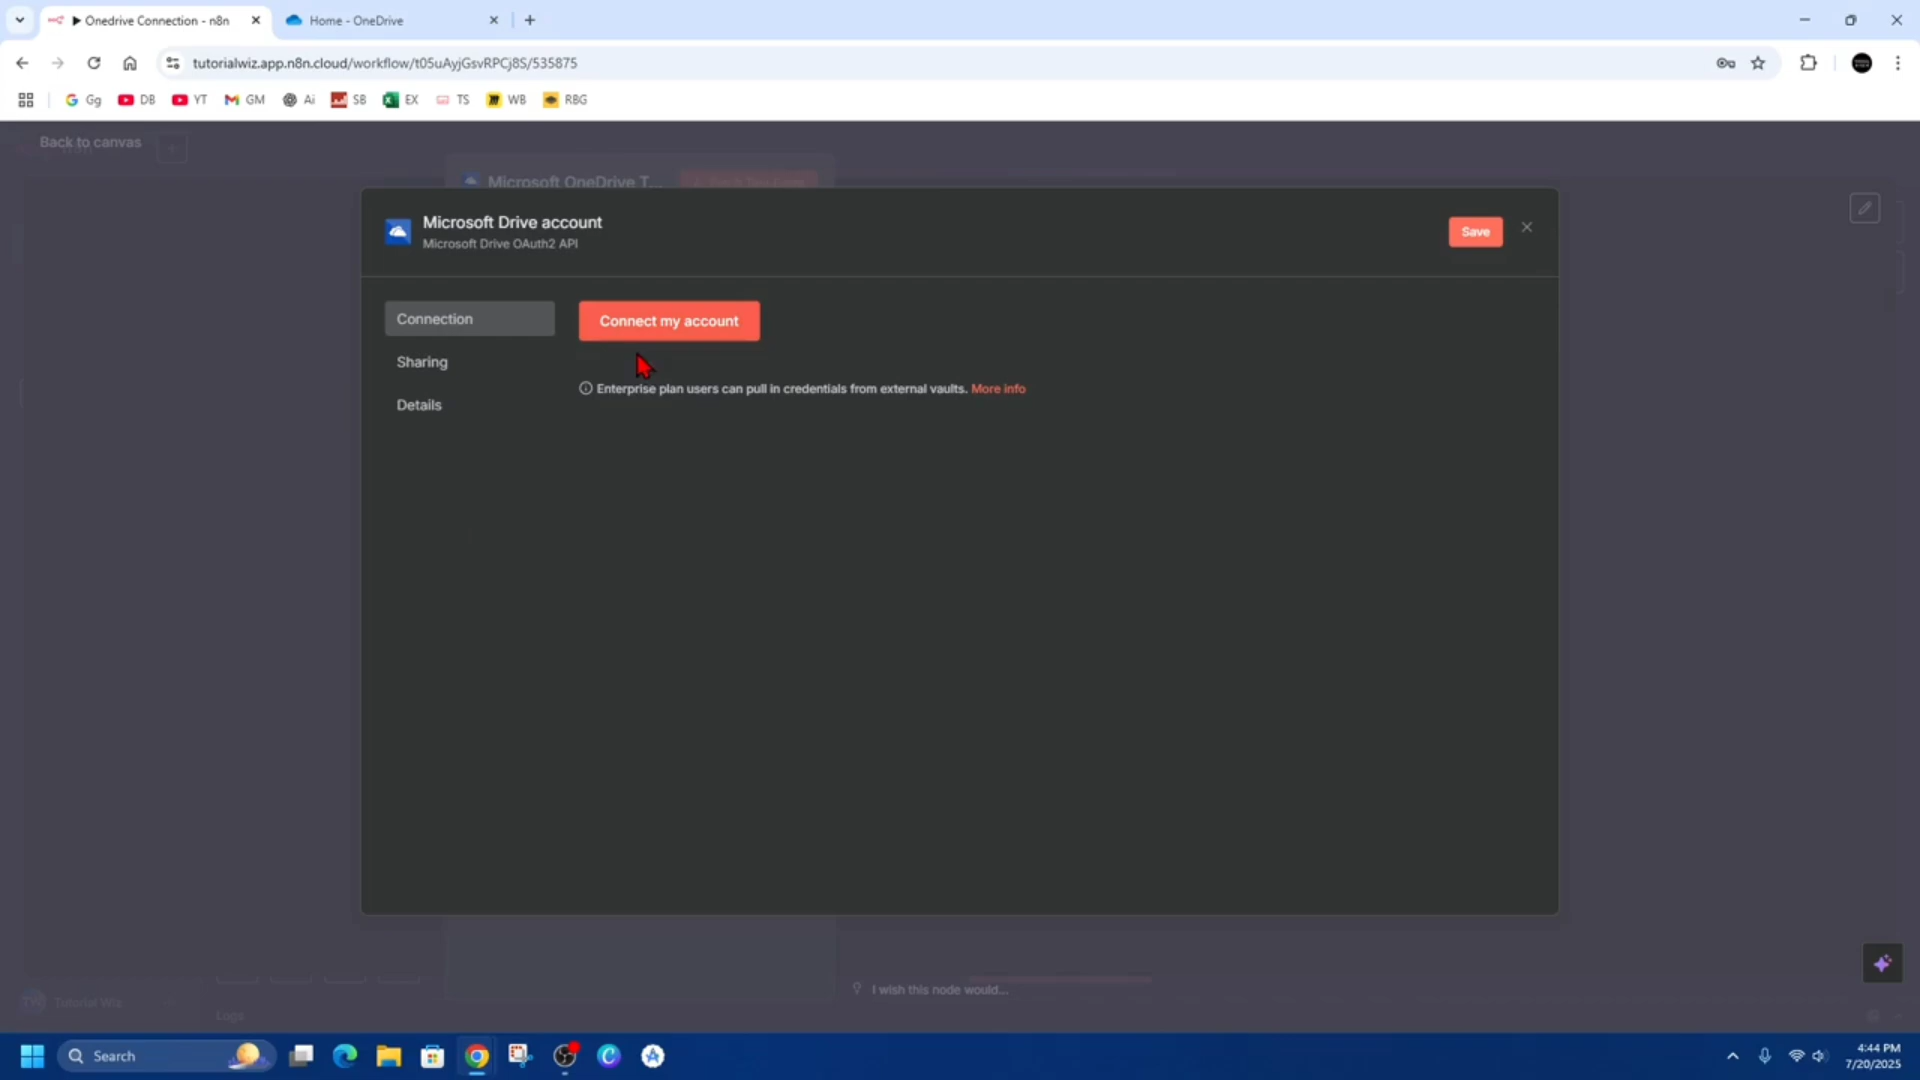 Onedrive Connection - n8n
Home - OneDrive
tutorialwiz.app.n8n.cloud/workflow/t05uAyjGsvRPCj8S/535875
Gg
DB
YT
GM
Ai
SB
EX
TS
WB
RBG
Back to canvas
Microsoft OneDrive T...
Microsoft Drive account
Microsoft Drive OAuth2 API
Save
Connection
Connect my account
Sharing
Enterprise plan users can pull in credentials from external vaults. More info
Details
I wish this node would...
Tutorial Wiz
Logs
Search
4:44 PM
7/20/2025